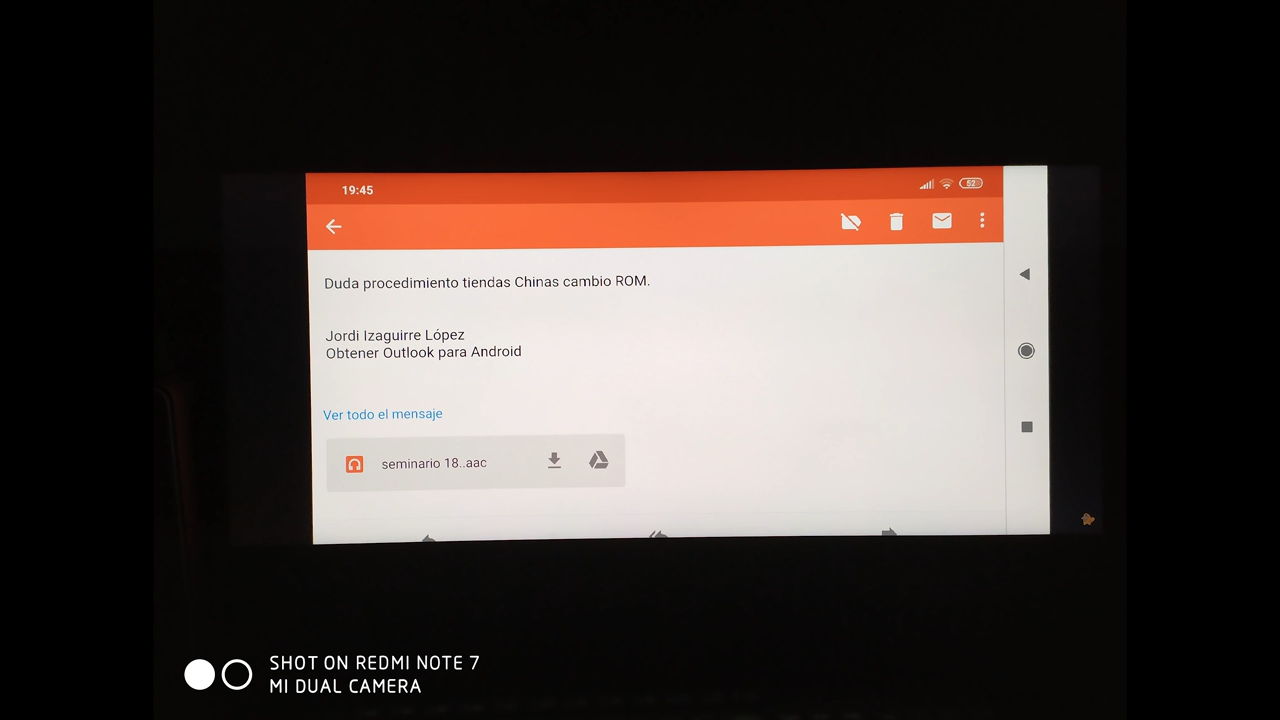 19:45
52
Duda procedimiento tiendas Chinas cambio ROM.
Jordi Izaguirre López
Obtener Outlook para Android
Ver todo el mensaje
seminario 18..aac
SHOT ON REDMI NOTE 7
MI DUAL CAMERA